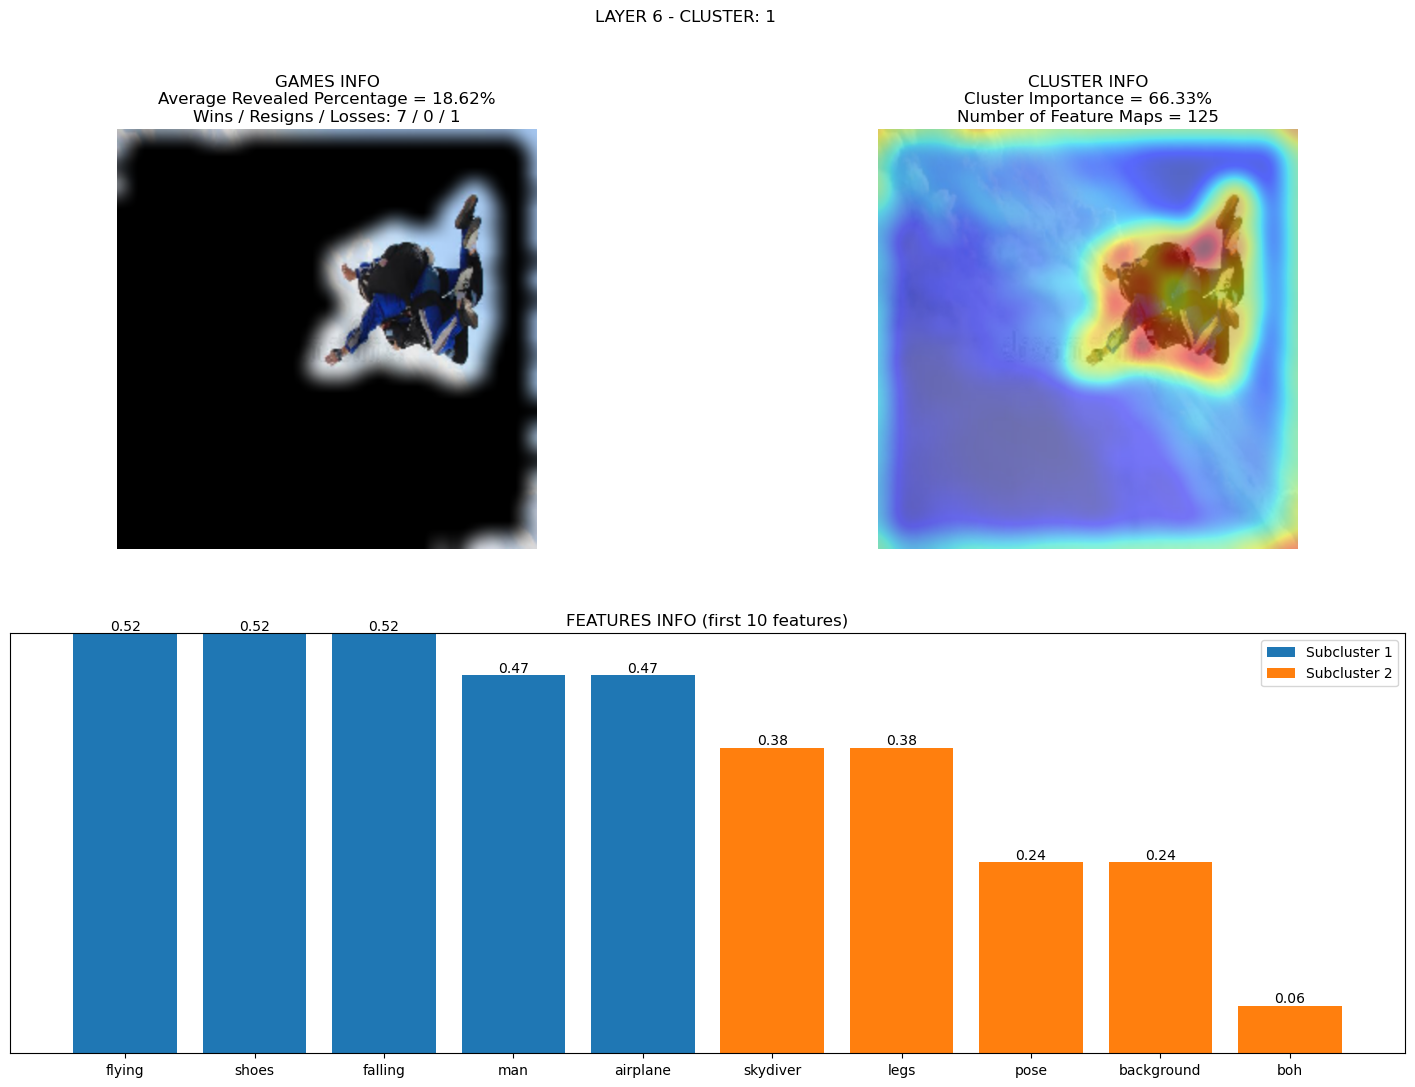 LAYER 6 - CLUSTER: 1
GAMES INFO
Average Revealed Percentage = 18.62%
Wins / Resigns / Losses: 7 / 0 / 1
CLUSTER INFO
Cluster Importance = 66.33%
Number of Feature Maps = 125
FEATURES INFO (first 10 features)
0.52
0.52
0.52
0.47
0.47
0.38
0.38
0.24
0.24
0.06
Subcluster 1
Subcluster 2
flying
shoes
falling
man
airplane
skydiver
legs
pose
background
boh